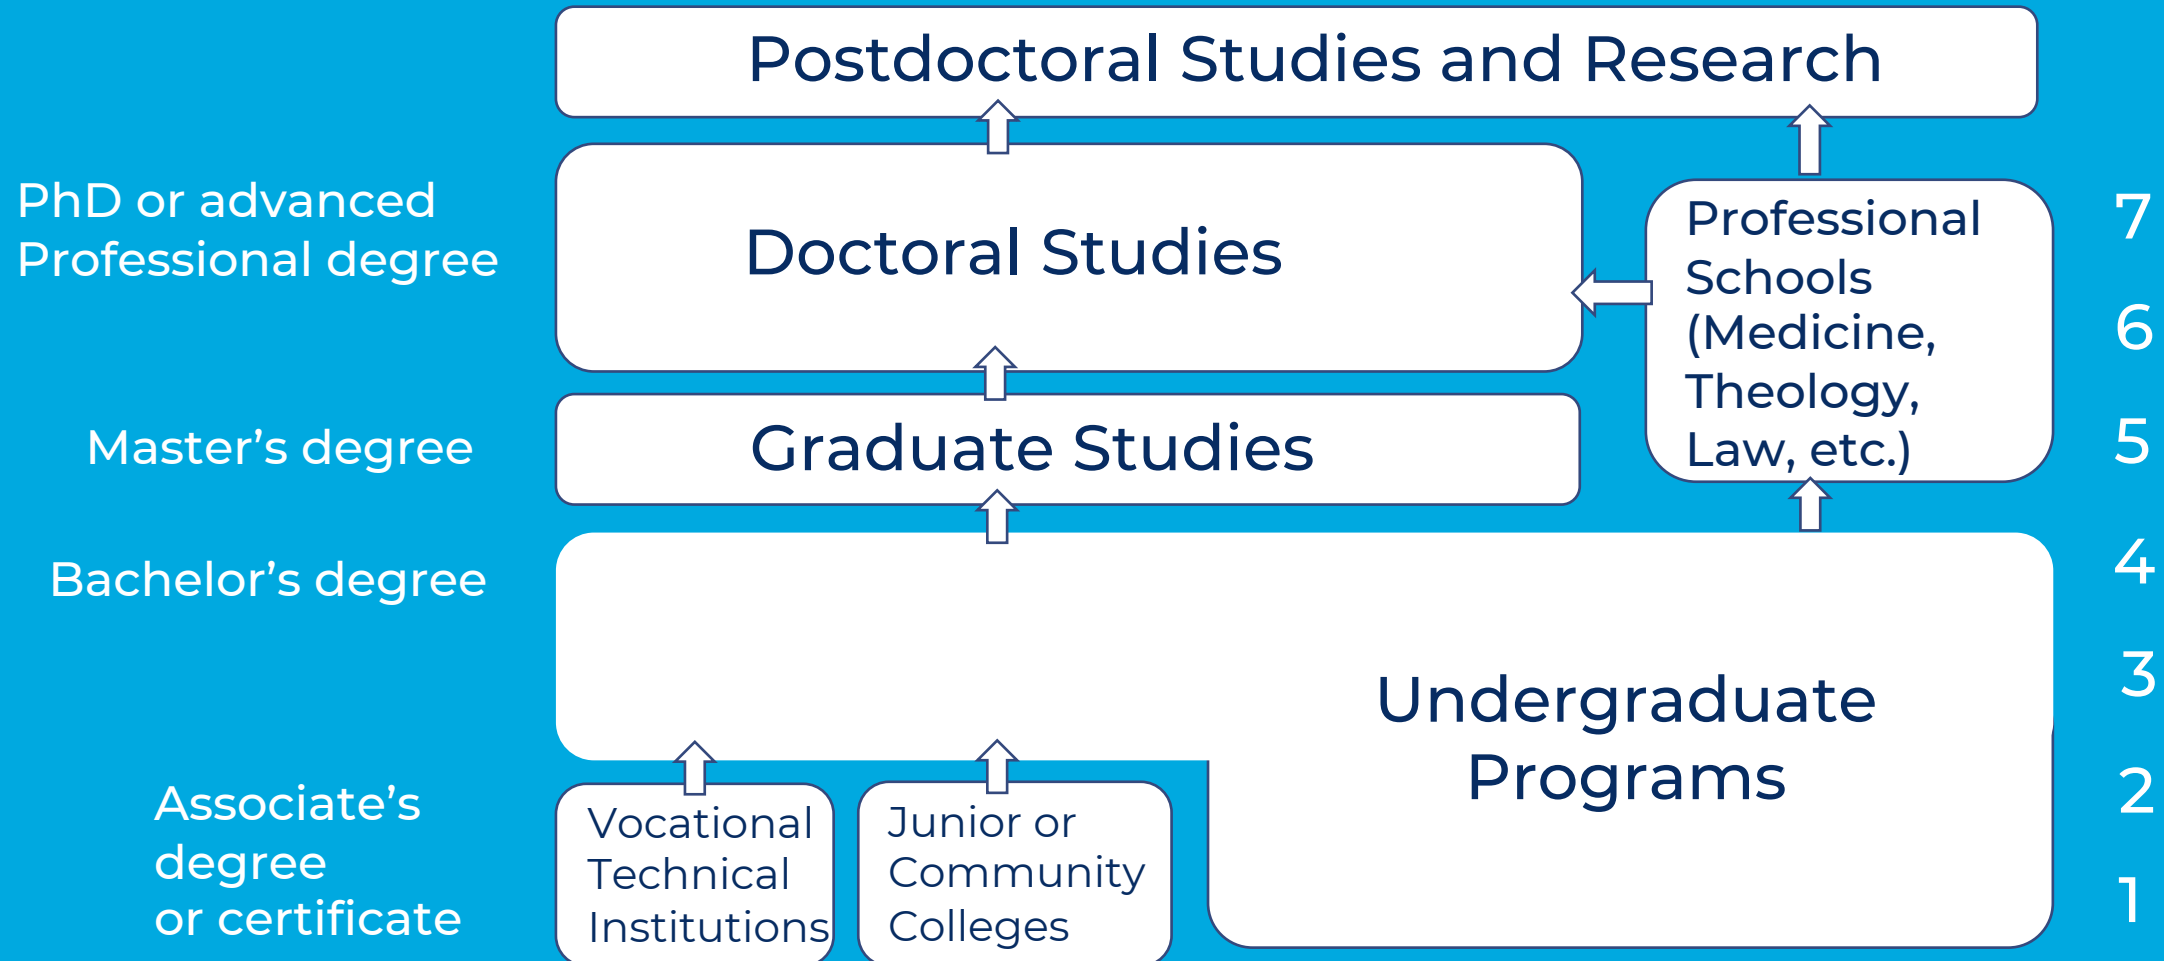 Postdoctoral Studies and Research
PhD or advanced
Professional degree
Doctoral Studies
Professional
Schools
(Medicine,
Theology,
Law, etc.)
7
6
5
Master’s degree
Graduate Studies
Bachelor’s degree
4
3
Undergraduate
Programs
2
1
Associate’s
degree
or certificate
Vocational
Technical
Institutions
Junior or
Community
Colleges